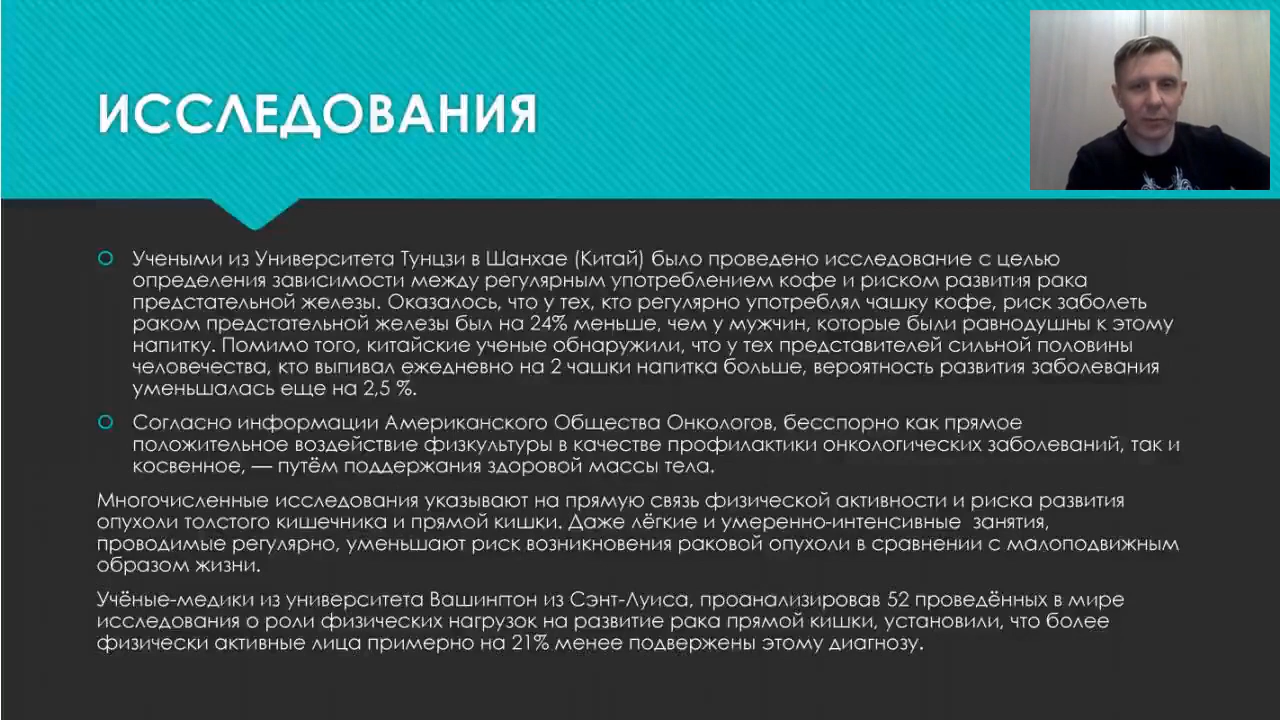 ИССЛЕДОВАНИЯ
Учеными из Университета Тунцзи в Шанхае (Китай) было проведено исследование с целью
определения зависимости между регулярным употреблением кофе и риском развития рака
предстательной железы. Оказалось, что у тех, кто регулярно употреблял чашку кофе, риск заболеть
раком предстательной железы был на 24% меньше, чем у мужчин, которые были равнодушны к этому
напитку. Помимо того, китайские ученые обнаружили, что у тех представителей сильной половины
человечества, кто выпивал ежедневно на 2 чашки напитка больше, вероятность развития заболевания
уменьшалась еще на 2,5 %.
Согласно информации Американского Общества Онкологов, бесспорно как прямое
положительное воздействие физкультуры в качестве профилактики онкологических заболеваний, так и
косвенное, — путём поддержания здоровой массы тела.
Многочисленные исследования указывают на прямую связь физической активности и риска развития
опухоли толстого кишечника и прямой кишки. Даже лёгкие и умеренно-интенсивные занятия,
проводимые регулярно, уменьшают риск возникновения раковой опухоли в сравнении с малоподвижным
образом жизни.
Учёные-медики из университета Вашингтон из Сэнт-Луиса, проанализировав 52 проведённых в мире
исследования о роли физических нагрузок на развитие рака прямой кишки, установили, что более
физически активные лица примерно на 21% менее подвержены этому диагнозу.